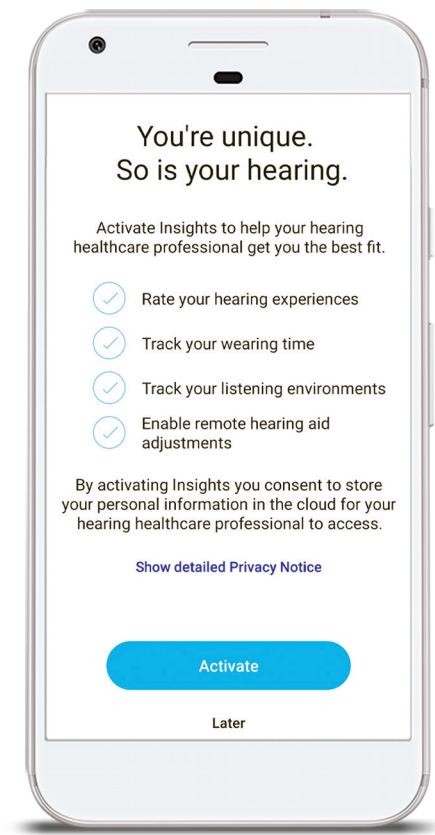 You're unique.
So is your hearing.
Activate Insights to help your hearing
healthcare professional get you the best fit.
Rate your hearing experiences
Track your wearing time
Track your listening environments
Enable remote hearing aid
adjustments
By activating Insights you consent to store
your personal information in the cloud for your
hearing healthcare professional to access.
Show detailed Privacy Notice
Activate
Later